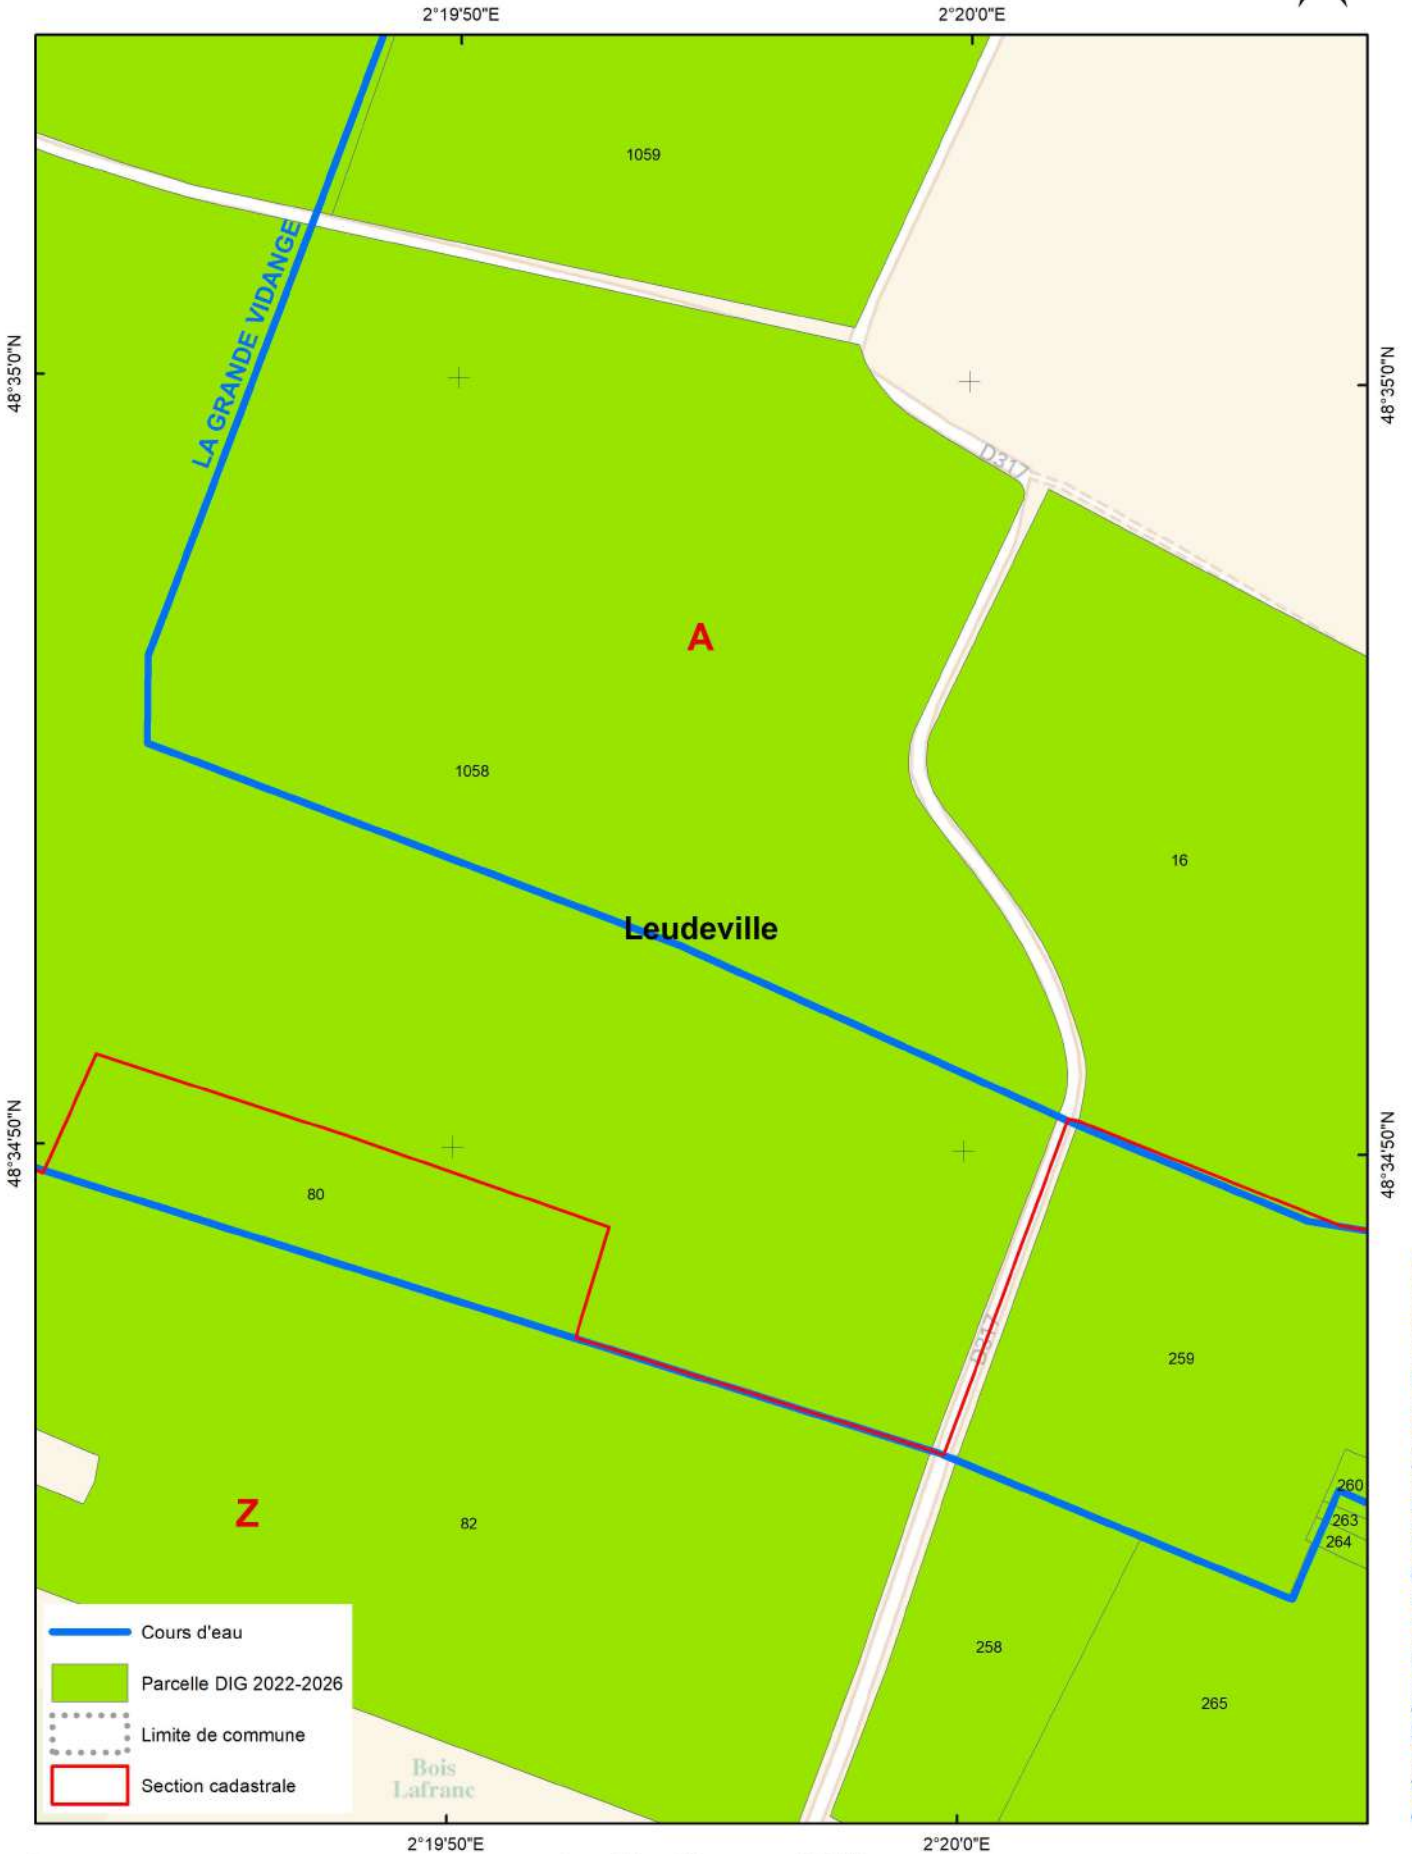 2°19'50"E
2°20'0"E
1059
LA GRANDE VIDANGE
48°35'0"N
48°35'0"N
D317
A
1058
16
Leudeville
48°34'50"N
48°34'50"N
80
D317
259
260
263
264
Z
82
258
265
Cours d'eau
Parcelle DIG 2022-2026
Limite de commune
Section cadastrale
Bois
Lafranc
2°19'50"E
2°20'0"E